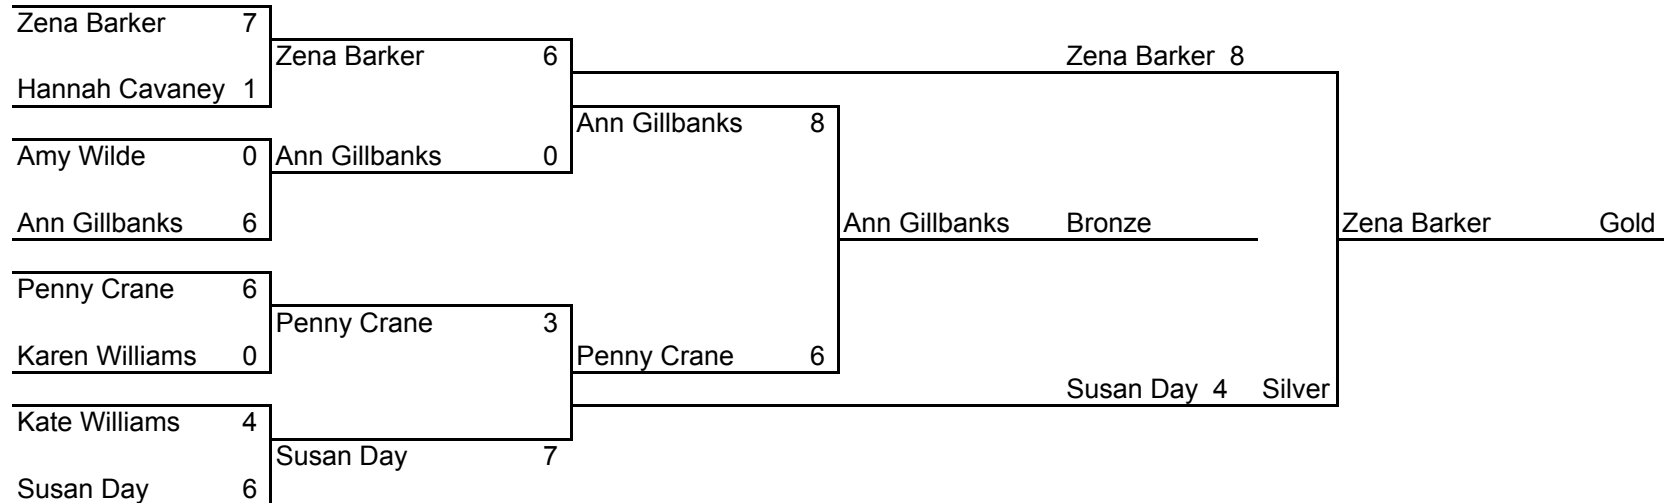 Zena Barker 7
Zena Barker 6 Zena Barker 8
Hannah Cavaney 1
Ann Gillbanks 8
Amy Wilde 0 Ann Gillbanks 0
Ann Gillbanks 6 Ann Gillbanks Bronze Zena Barker Gold
Penny Crane 6
Penny Crane 3
Karen Williams 0 Penny Crane 6
Susan Day 4 Silver
Kate Williams 4
Susan Day 7
Susan Day 6